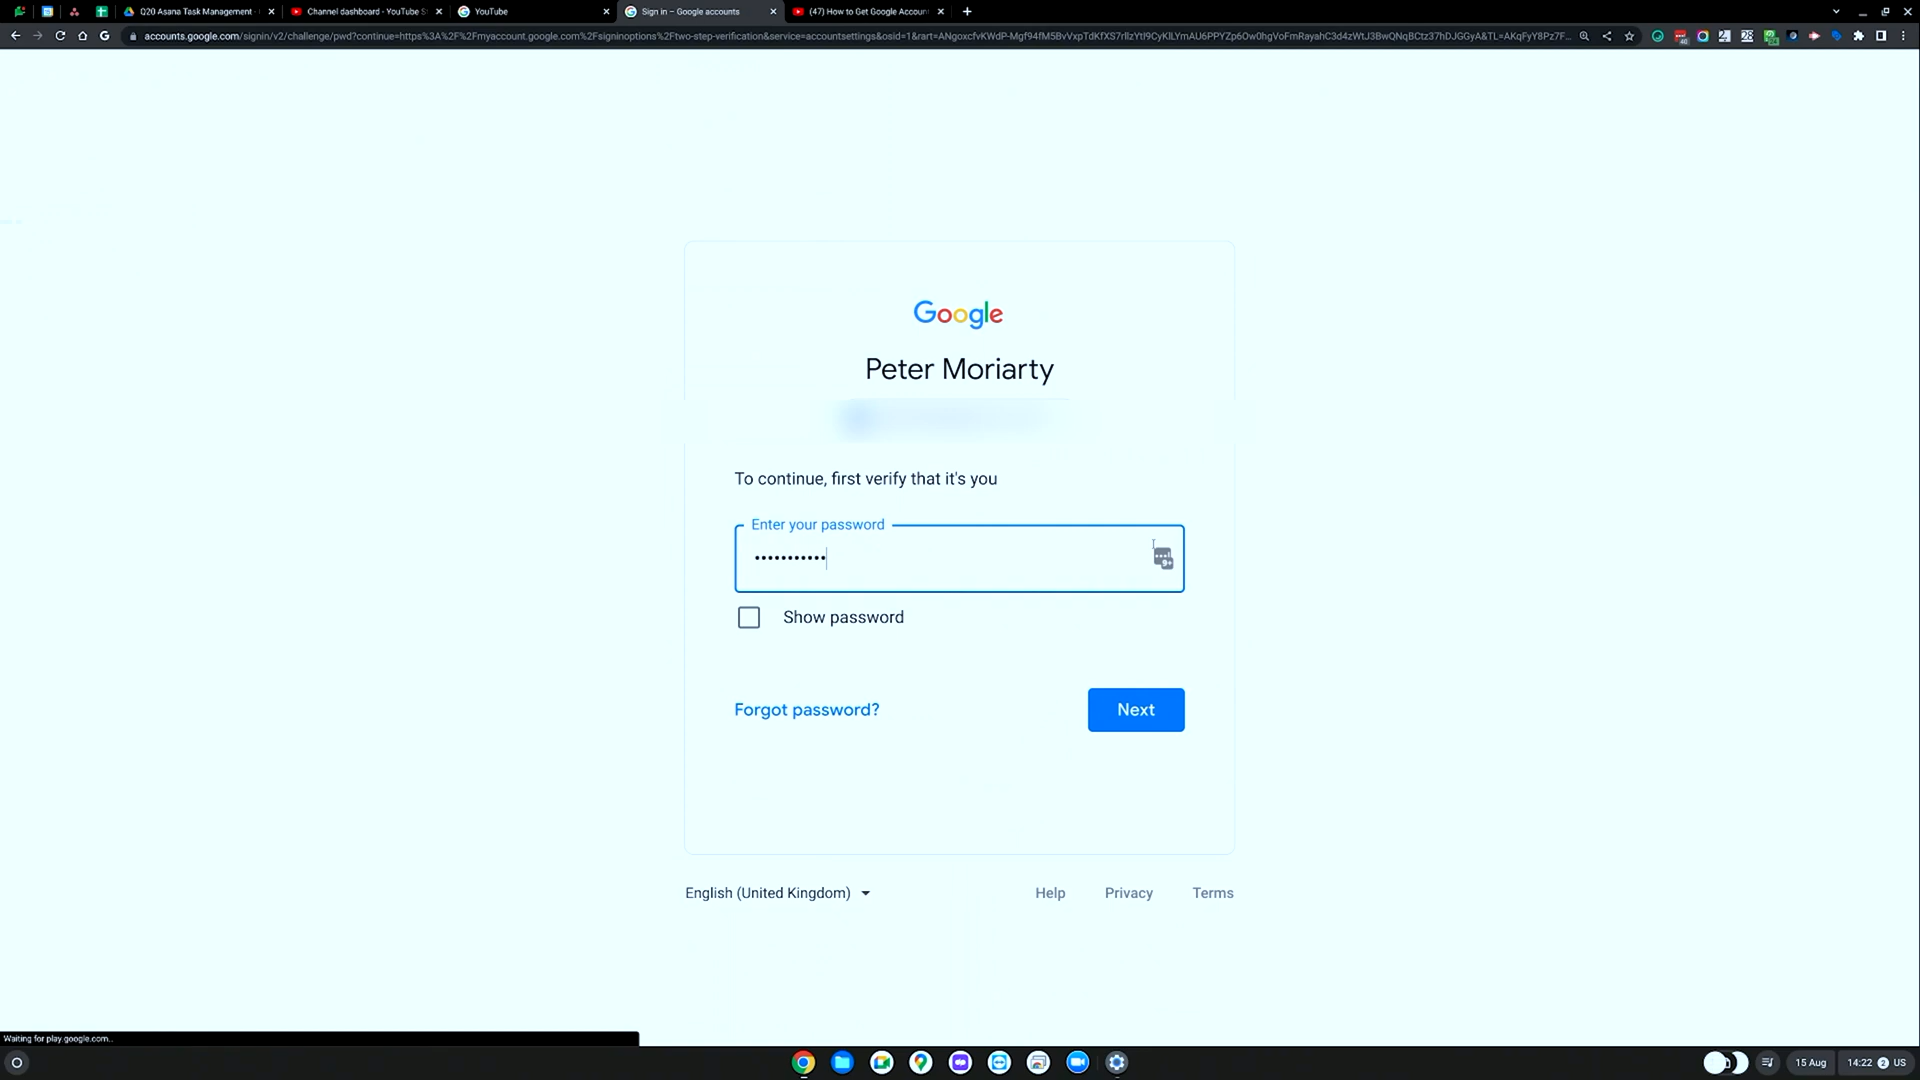 Q20 Asana Task Management -
Channel dashboard - YouTube S
YouTube
Sign in – Google accounts
(47) How to Get Google Accoun
Google
Peter Moriarty
To continue, first verify that it's you
Enter your password
•••••••••••
Show password
Forgot password?
Next
English (United Kingdom)
Help
Privacy
Terms
Waiting for play.google.com...
15 Aug
14:22
2
US